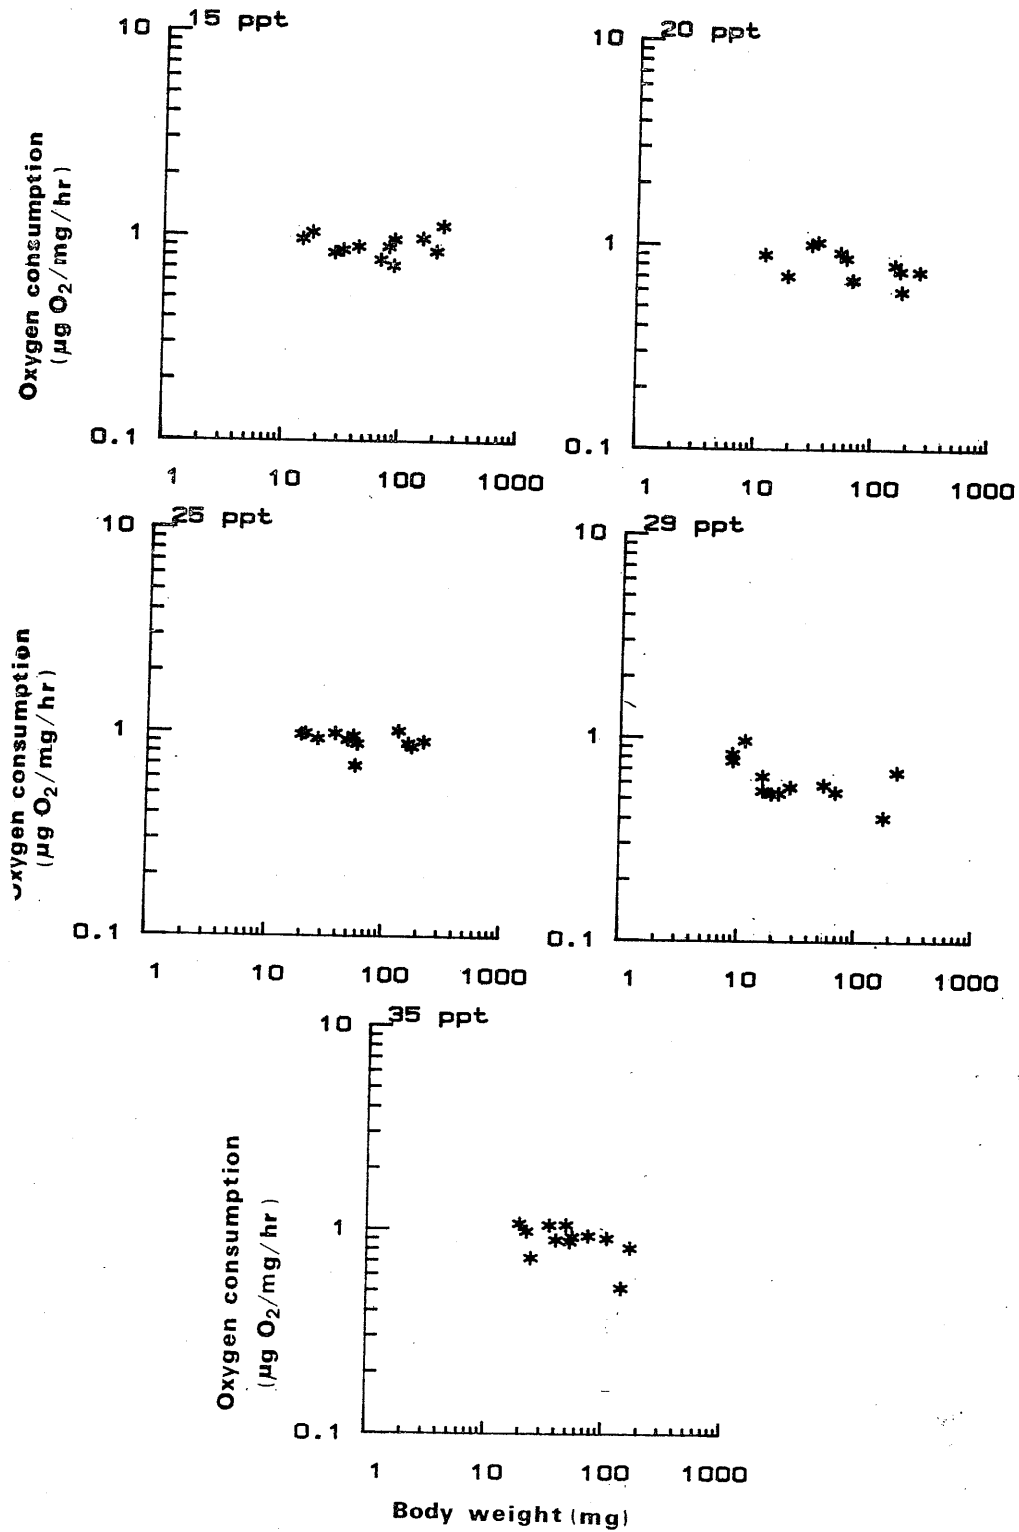 10 15 ppt
1
0.1
1 10 100 1000
Oxygen consumption
(µg O2/mg/hr)
10 20 ppt
1
0.1
1 10 100 1000
10 25 ppt
1
0.1
1 10 100 1000
Oxygen consumption
(µg O2/mg/hr)
10 29 ppt
1
0.1
1 10 100 1000
10 35 ppt
1
0.1
1 10 100 1000
Oxygen consumption
(µg O2/mg/hr)
Body weight (mg)